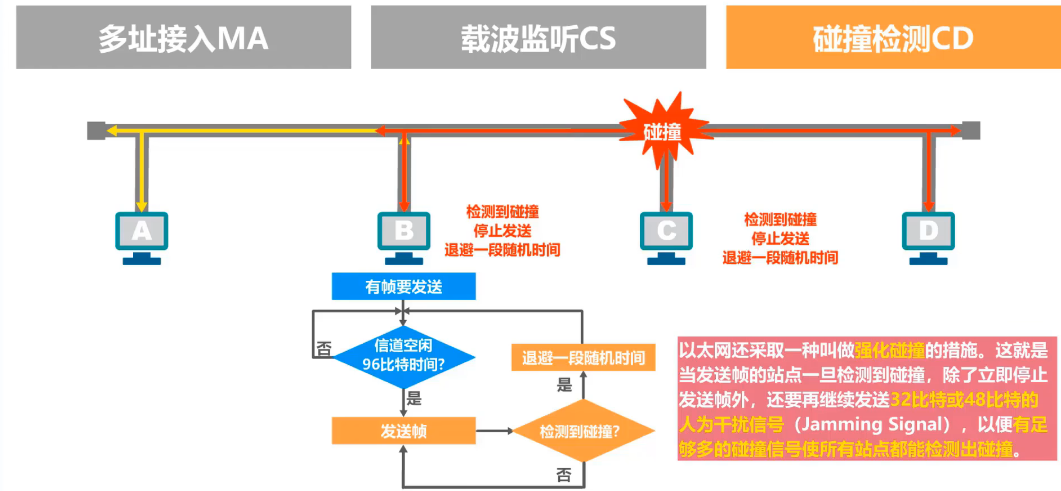 多址接入MA
载波监听CS
碰撞检测CD
碰撞
A
B
C
D
检测到碰撞
停止发送
退避一段随机时间
检测到碰撞
停止发送
退避一段随机时间
有帧要发送
否
信道空闲
96比特时间?
是
发送帧
退避一段随机时间
是
检测到碰撞?
否
以太网还采取一种叫做强化碰撞的措施。这就是
当发送帧的站点一旦检测到碰撞，除了立即停止
发送帧外，还要再继续发送32比特或48比特的
人为干扰信号（Jamming Signal），以便有足
够多的碰撞信号使所有站点都能检测出碰撞。